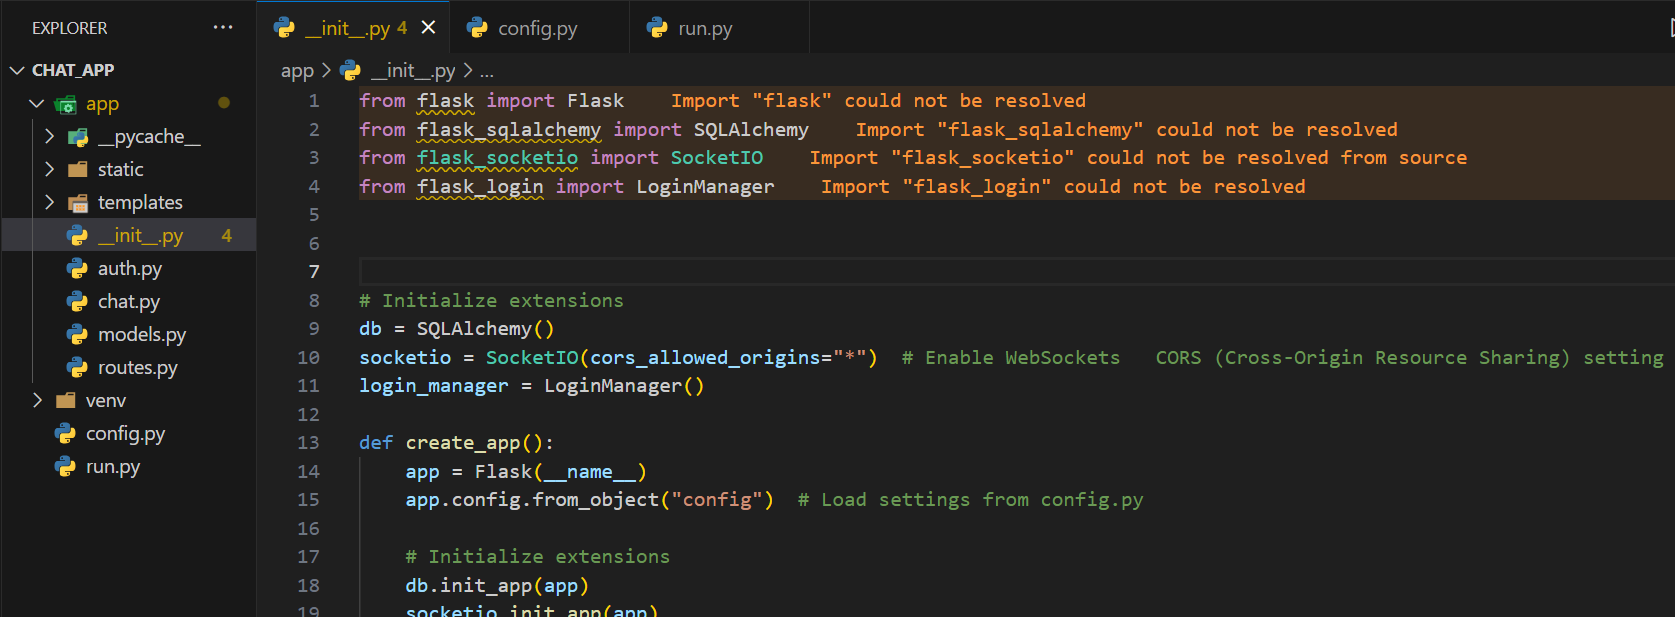 EXPLORER ...
CHAT_APP
app
__pycache__
static
templates
__init__.py 4
auth.py
chat.py
models.py
routes.py
venv
config.py
run.py
__init__.py 4 config.py run.py
app > __init__.py > ...
1 from flask import Flask Import "flask" could not be resolved
2 from flask_sqlalchemy import SQLAlchemy Import "flask_sqlalchemy" could not be resolved
3 from flask_socketio import SocketIO Import "flask_socketio" could not be resolved from source
4 from flask_login import LoginManager Import "flask_login" could not be resolved
5
6
7
8 # Initialize extensions
9 db = SQLAlchemy()
10 socketio = SocketIO(cors_allowed_origins="*") # Enable WebSockets CORS (Cross-Origin Resource Sharing) setting
11 login_manager = LoginManager()
12
13 def create_app():
14 app = Flask(__name__)
15 app.config.from_object("config") # Load settings from config.py
16
17 # Initialize extensions
18 db.init_app(app)
19 socketio.init_app(app)